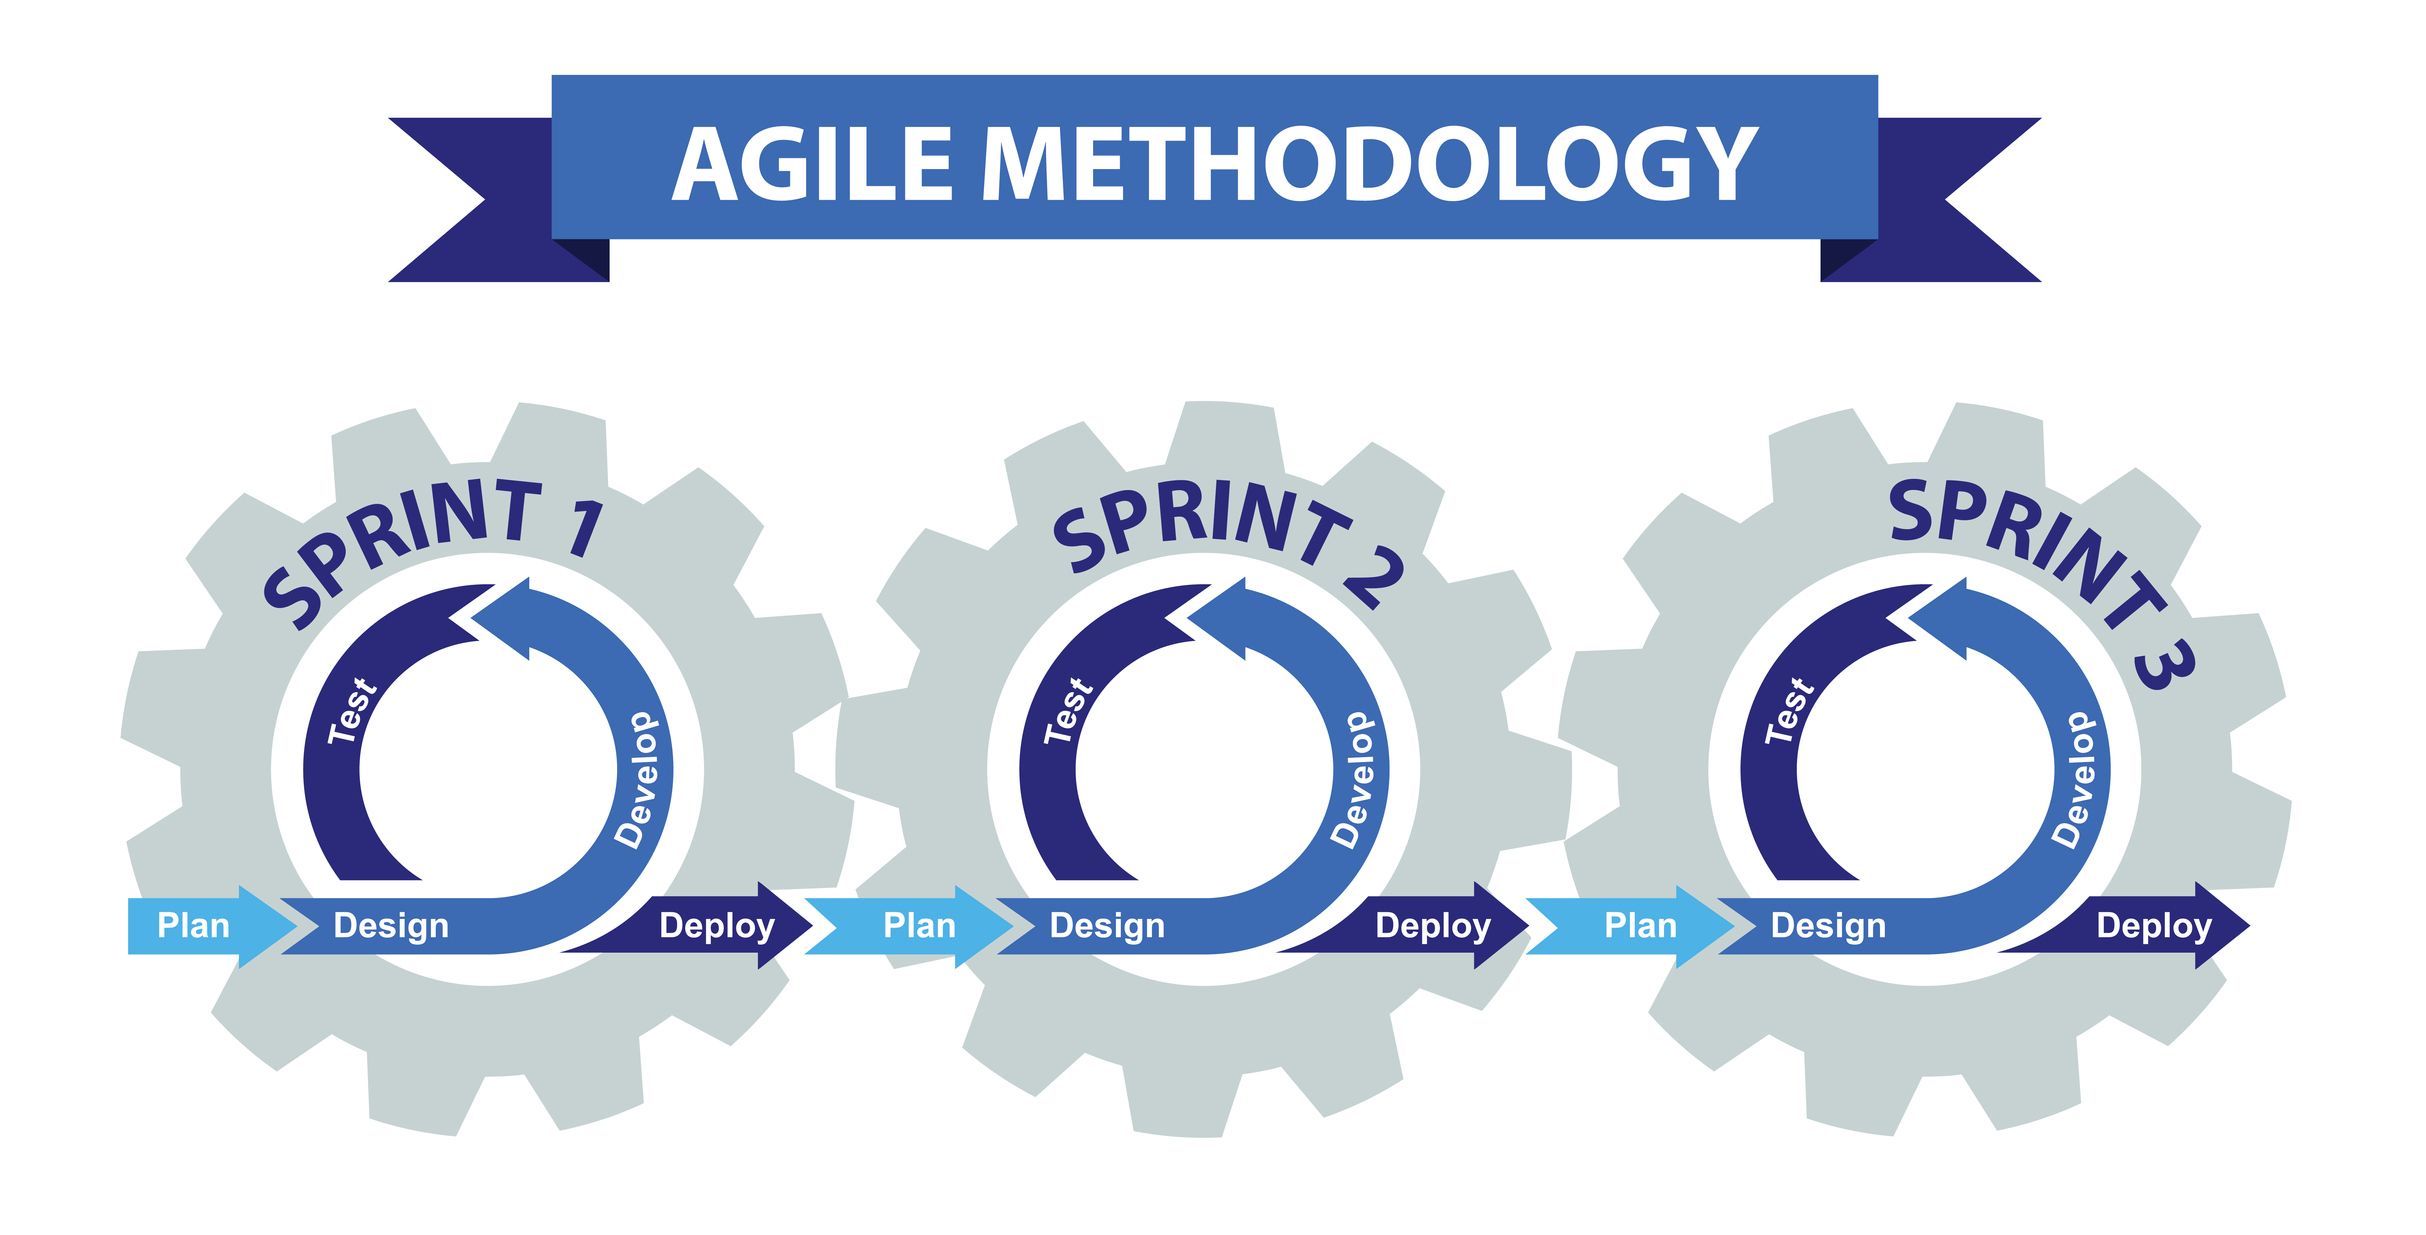 AGILE METHODOLOGY
SPRINT 1
Test
Develop
Plan
Design
Deploy
SPRINT 2
Test
Develop
Plan
Design
Deploy
SPRINT 3
Test
Develop
Plan
Design
Deploy